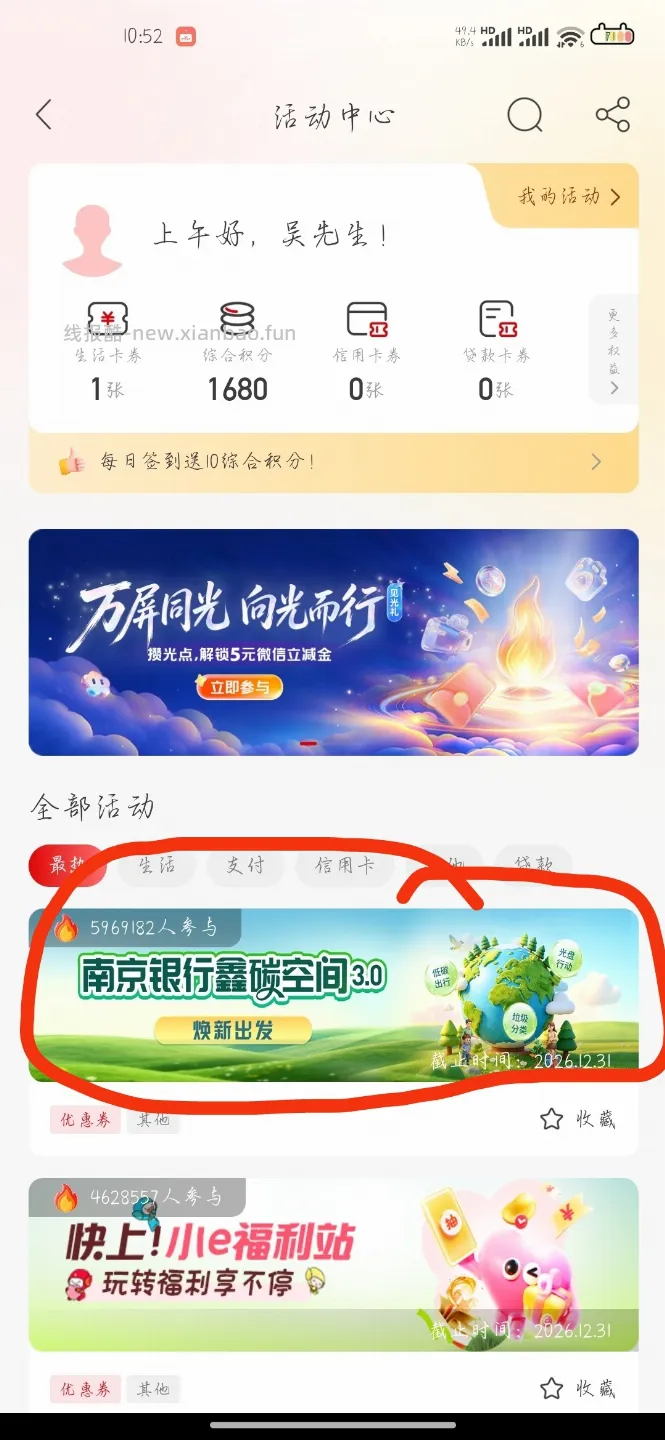 10:52
49.4 KB/s HD HD 6
活动中心
我的活动
上午好，吴先生！
线报酷-new.xianbao.fun
生活卡券 综合积分 信用卡券 贷款卡券
更多权益
1张 1680 0张 0张
每日签到送10综合积分！
万屏同光 向光而行 见光礼
攒光点,解锁5元微信立减金
立即参与
全部活动
最热 生活 支付 信用卡 贷款
5969182人参与
南京银行鑫碳空间3.0
焕新出发
低碳出行
光盘行动
垃圾分类
截止时间：2026.12.31
优惠券 其他 收藏
4628557人参与
快上!小e福利站
玩转福利享不停
抽
截止时间：2026.12.31
优惠券 其他 收藏